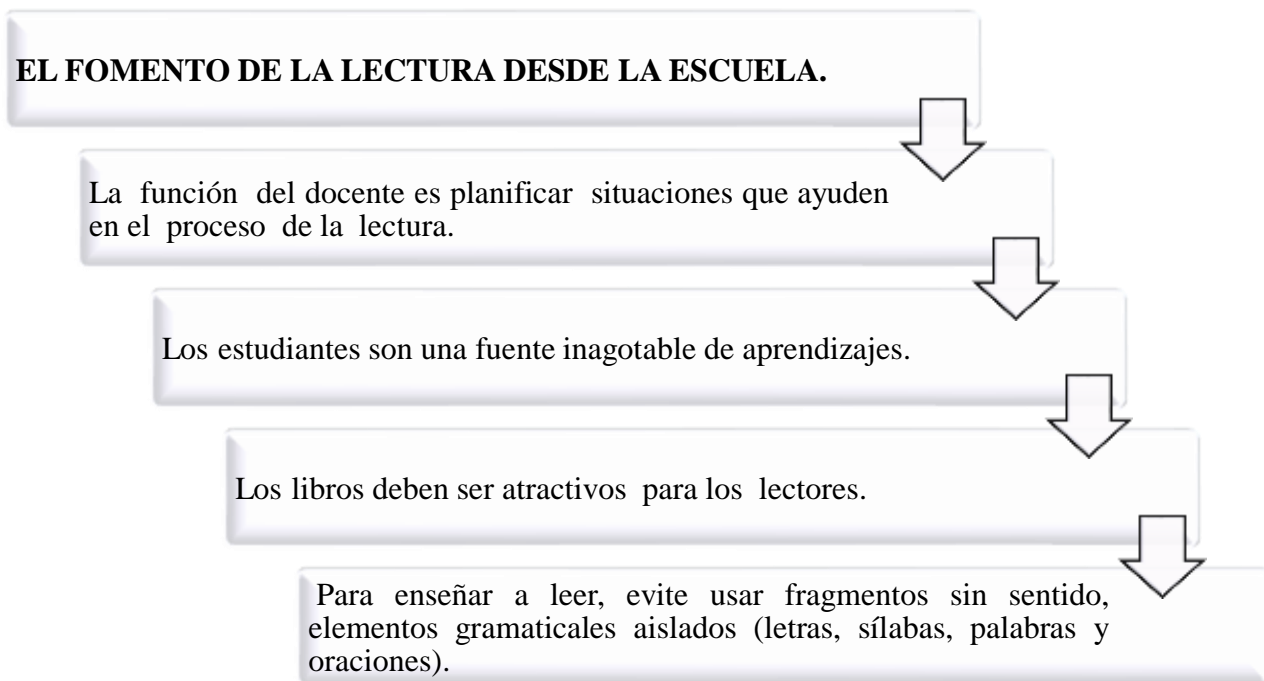 EL FOMENTO DE LA LECTURA DESDE LA ESCUELA.
La función del docente es planificar situaciones que ayuden
en el proceso de la lectura.
Los estudiantes son una fuente inagotable de aprendizajes.
Los libros deben ser atractivos para los lectores.
Para enseñar a leer, evite usar fragmentos sin sentido,
elementos gramaticales aislados (letras, sílabas, palabras y
oraciones).